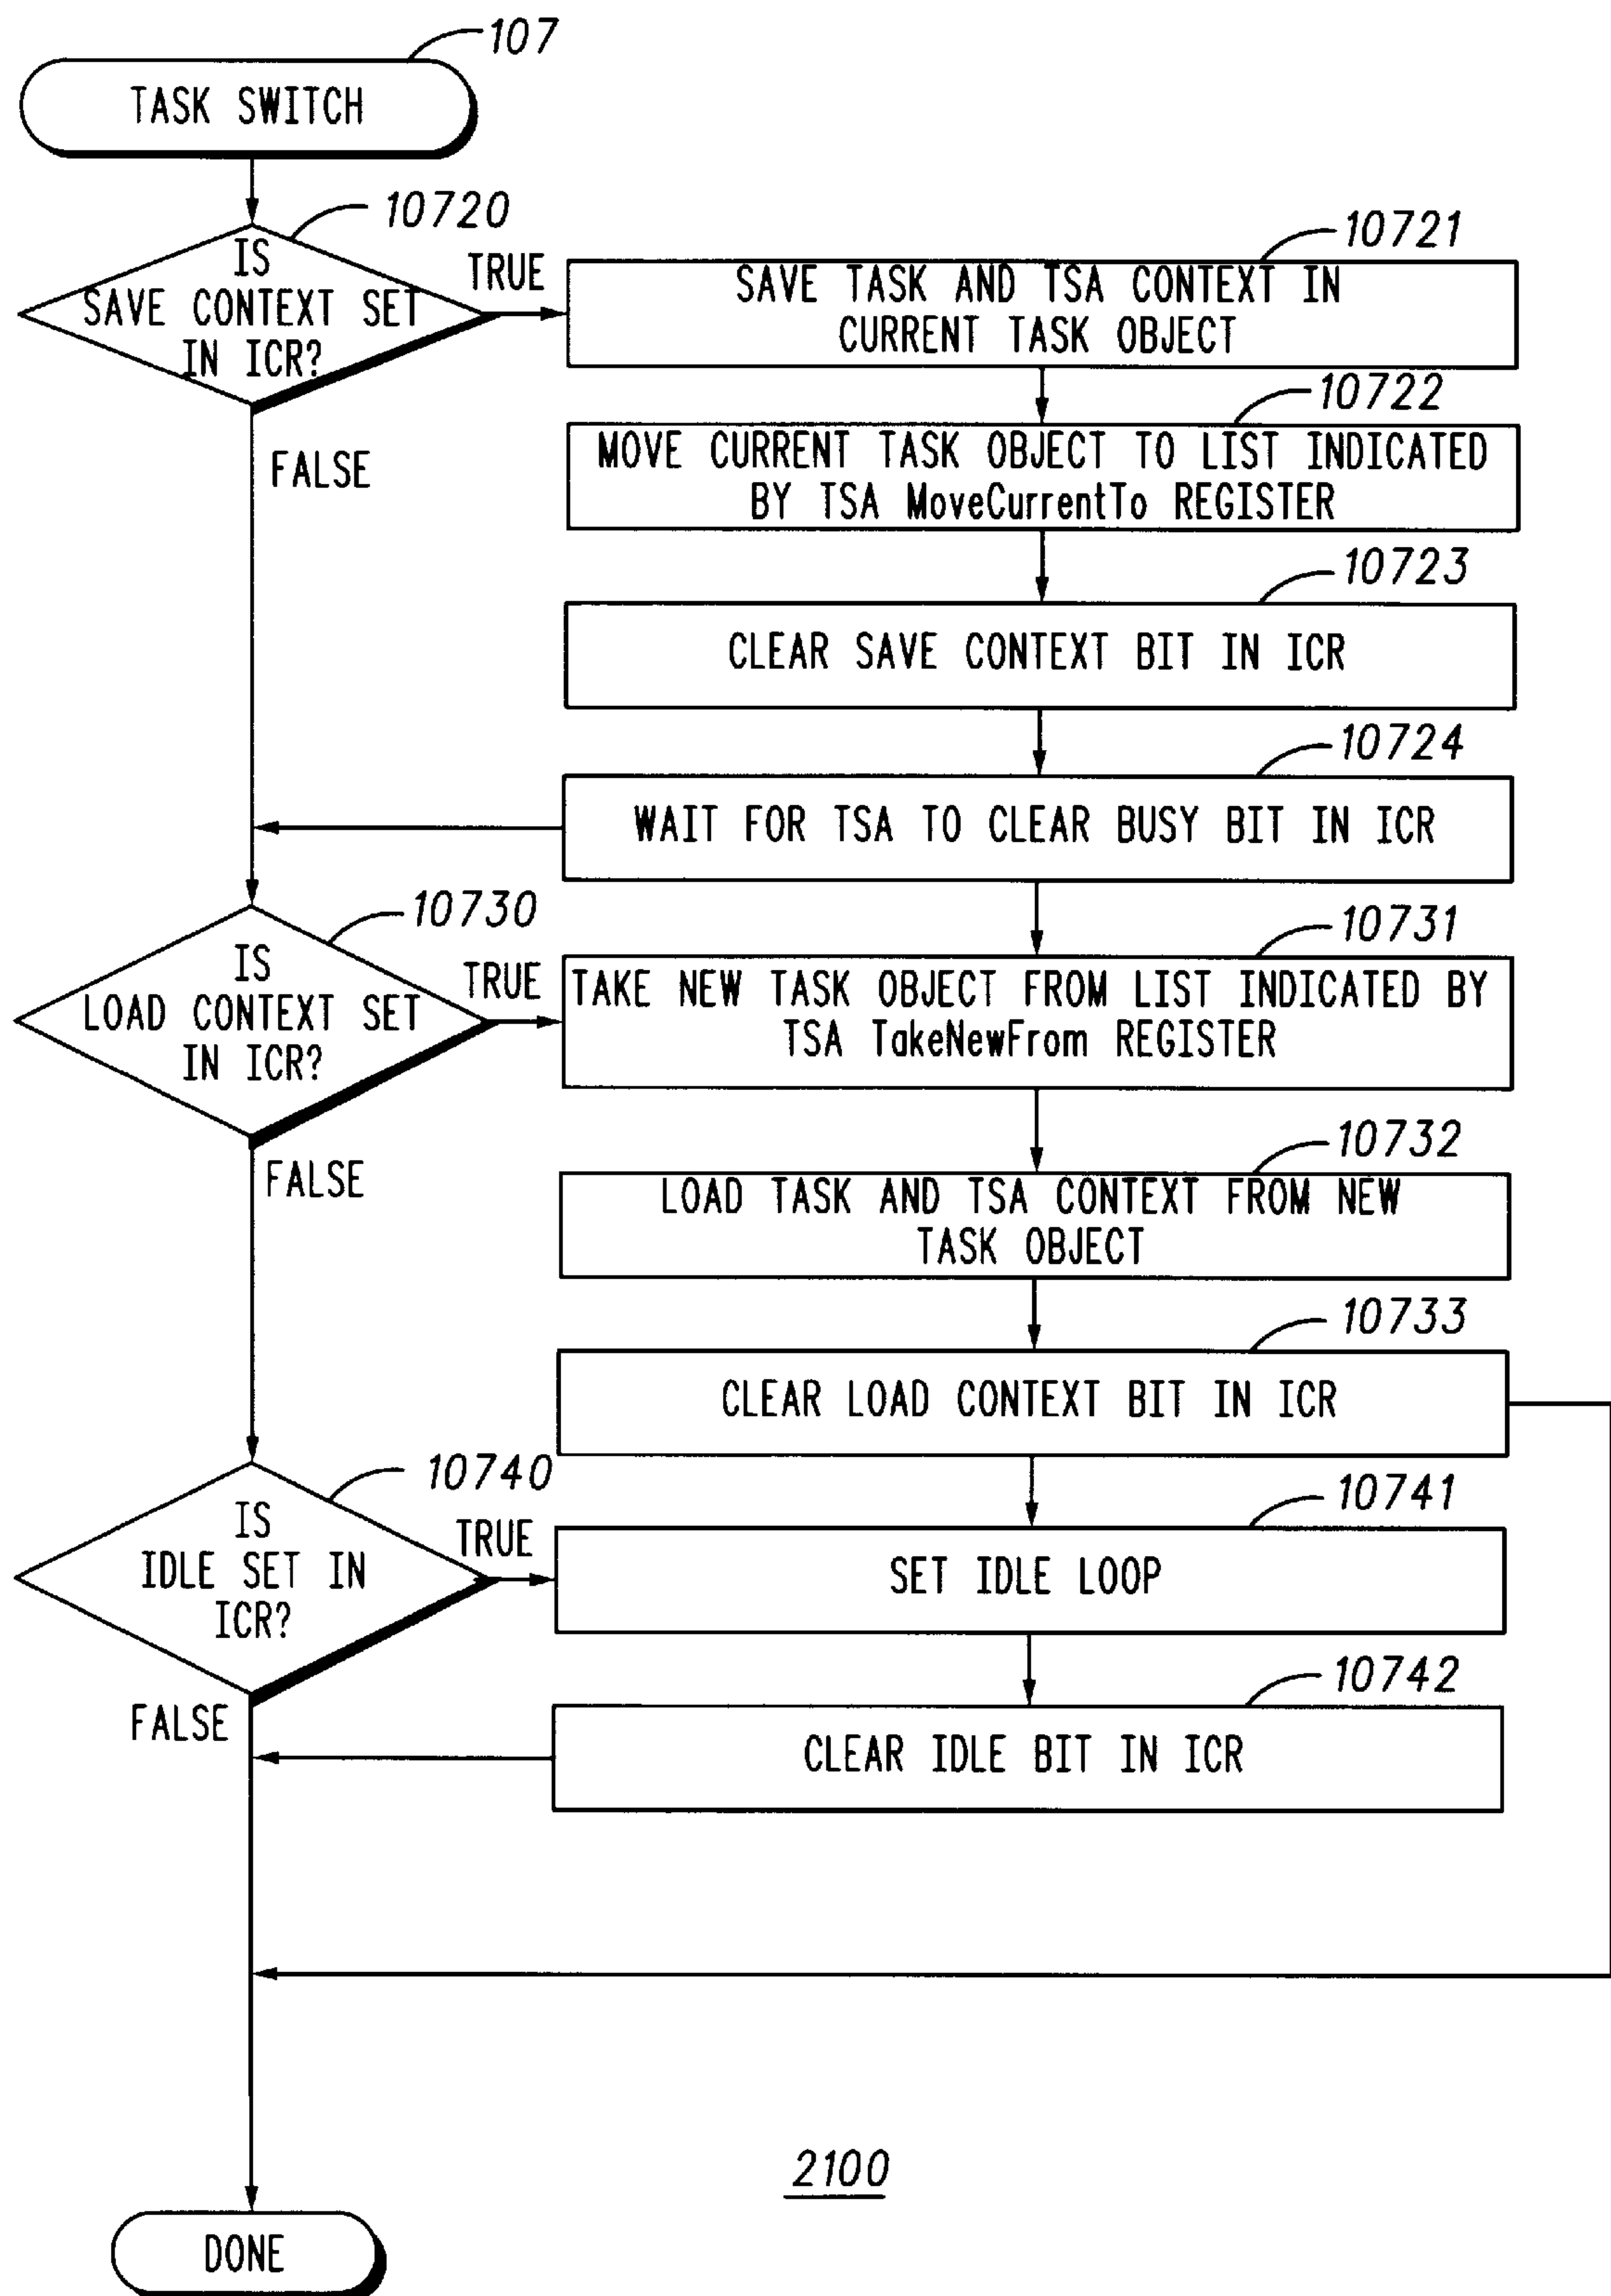 107
TASK SWITCH
10720
IS
SAVE CONTEXT SET
IN ICR?
TRUE
FALSE
10721
SAVE TASK AND TSA CONTEXT IN
CURRENT TASK OBJECT
10722
MOVE CURRENT TASK OBJECT TO LIST INDICATED
BY TSA MoveCurrentTo REGISTER
10723
CLEAR SAVE CONTEXT BIT IN ICR
10724
WAIT FOR TSA TO CLEAR BUSY BIT IN ICR
10730
IS
LOAD CONTEXT SET
IN ICR?
TRUE
FALSE
10731
TAKE NEW TASK OBJECT FROM LIST INDICATED BY
TSA TakeNewFrom REGISTER
10732
LOAD TASK AND TSA CONTEXT FROM NEW
TASK OBJECT
10733
CLEAR LOAD CONTEXT BIT IN ICR
10740
IS
IDLE SET IN
ICR?
TRUE
FALSE
10741
SET IDLE LOOP
10742
CLEAR IDLE BIT IN ICR
2100
DONE